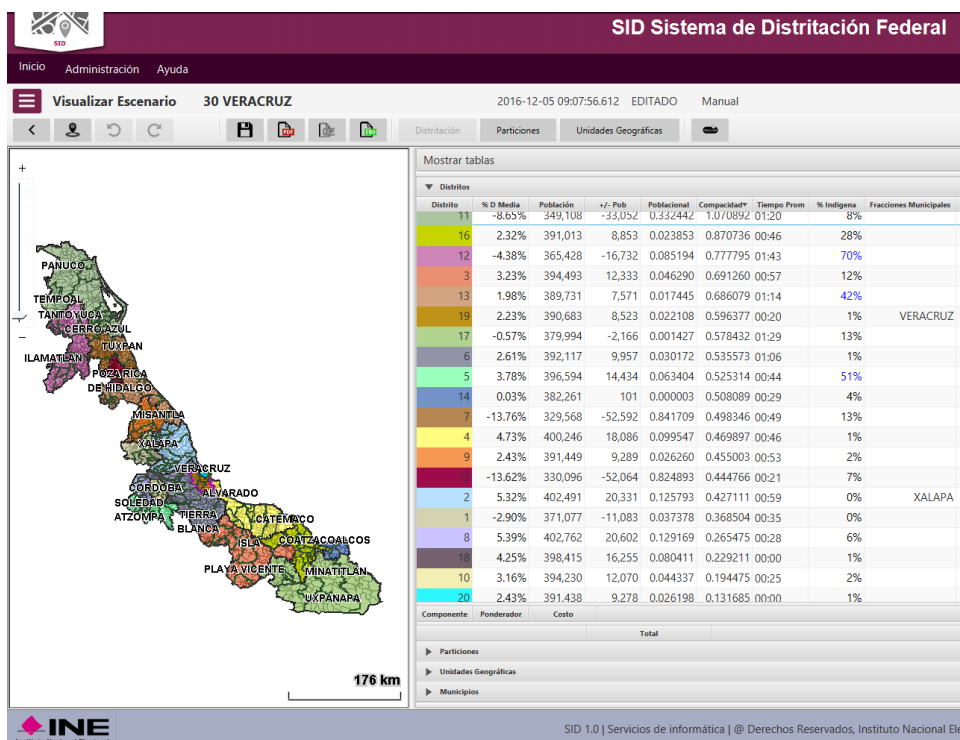 SID
SID Sistema de Distritación Federal
Inicio Administración Ayuda
Visualizar Escenario 30 VERACRUZ 2016-12-05 09:07:56.612 EDITADO Manual
Distritación Particiones Unidades Geográficas
Mostrar tablas
Distritos
Distrito % D Media Población +/- Pob Poblacional Compacidad Tiempo Prom % Indigena Fracciones Municipales
11 -8.65% 349,108 -33,052 0.332442 1.070892 01:20 8%
16 2.32% 391,013 8,853 0.023853 0.870736 00:46 28%
12 -4.38% 365,428 -16,732 0.085194 0.777795 01:43 70%
3 3.23% 394,493 12,333 0.046290 0.691260 00:57 12%
13 1.98% 389,731 7,571 0.017445 0.686079 01:14 42%
19 2.23% 390,683 8,523 0.022108 0.596377 00:20 1% VERACRUZ
17 -0.57% 379,994 -2,166 0.001427 0.578432 01:29 13%
6 2.61% 392,117 9,957 0.030172 0.535573 01:06 1%
5 3.78% 396,594 14,434 0.063404 0.525314 00:44 51%
14 0.03% 382,261 101 0.000003 0.508089 00:29 4%
7 -13.76% 329,568 -52,592 0.841709 0.498346 00:49 13%
4 4.73% 400,246 18,086 0.099547 0.469897 00:46 1%
9 2.43% 391,449 9,289 0.026260 0.455003 00:53 2%
-13.62% 330,096 -52,064 0.824893 0.444766 00:21 7%
2 5.32% 402,491 20,331 0.125793 0.427111 00:59 0% XALAPA
1 -2.90% 371,077 -11,083 0.037378 0.368504 00:35 0%
8 5.39% 402,762 20,602 0.129169 0.265475 00:28 6%
18 4.25% 398,415 16,255 0.080411 0.229211 00:00 1%
10 3.16% 394,230 12,070 0.044337 0.194475 00:25 2%
20 2.43% 391,438 9,278 0.026198 0.131685 00:00 1%
Componente Ponderador Costo
Total
Particiones
Unidades Geográficas
Municipios
+
−
PANUCO
TEMPOAL
TANTOYUCA
CERRO AZUL
TUXPAN
ILAMATLAN
POZA RICA
DE HIDALGO
MISANTLA
XALAPA
VERACRUZ
CORDOBA
SOLEDAD
ATZOMPA
ALVARADO
TIERRA
BLANCA
CATEMACO
ISLA
COATZACOALCOS
PLAYA VICENTE
MINATITLAN
UXPANAPA
176 km
INE
SID 1.0 | Servicios de informática | @ Derechos Reservados, Instituto Nacional Ele